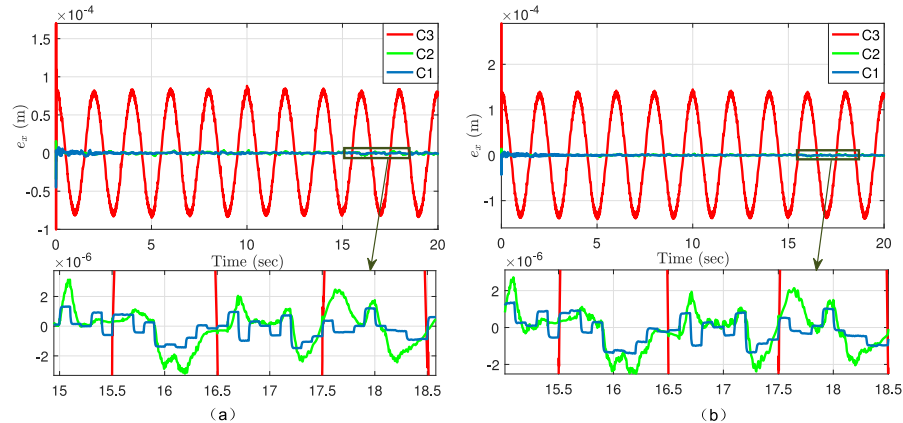 ×10⁻⁴
1.5
1
0.5
0
-0.5
-1
e_x (m)
C3
C2
C1
0 5 10 15 20
Time (sec)
×10⁻⁶
2
0
-2
15 15.5 16 16.5 17 17.5 18 18.5
（a）
×10⁻⁴
2
1
0
-1
e_x (m)
C3
C2
C1
0 5 10 15 20
Time (sec)
×10⁻⁶
2
0
-2
15.5 16 16.5 17 17.5 18 18.5
（b）